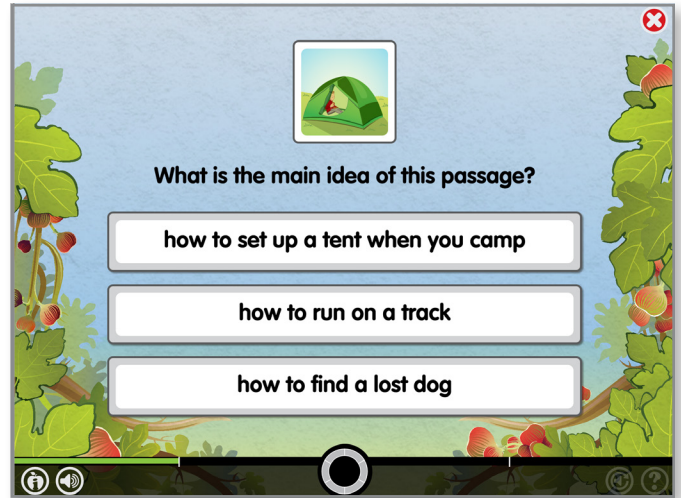 What is the main idea of this passage?
how to set up a tent when you camp
how to run on a track
how to find a lost dog